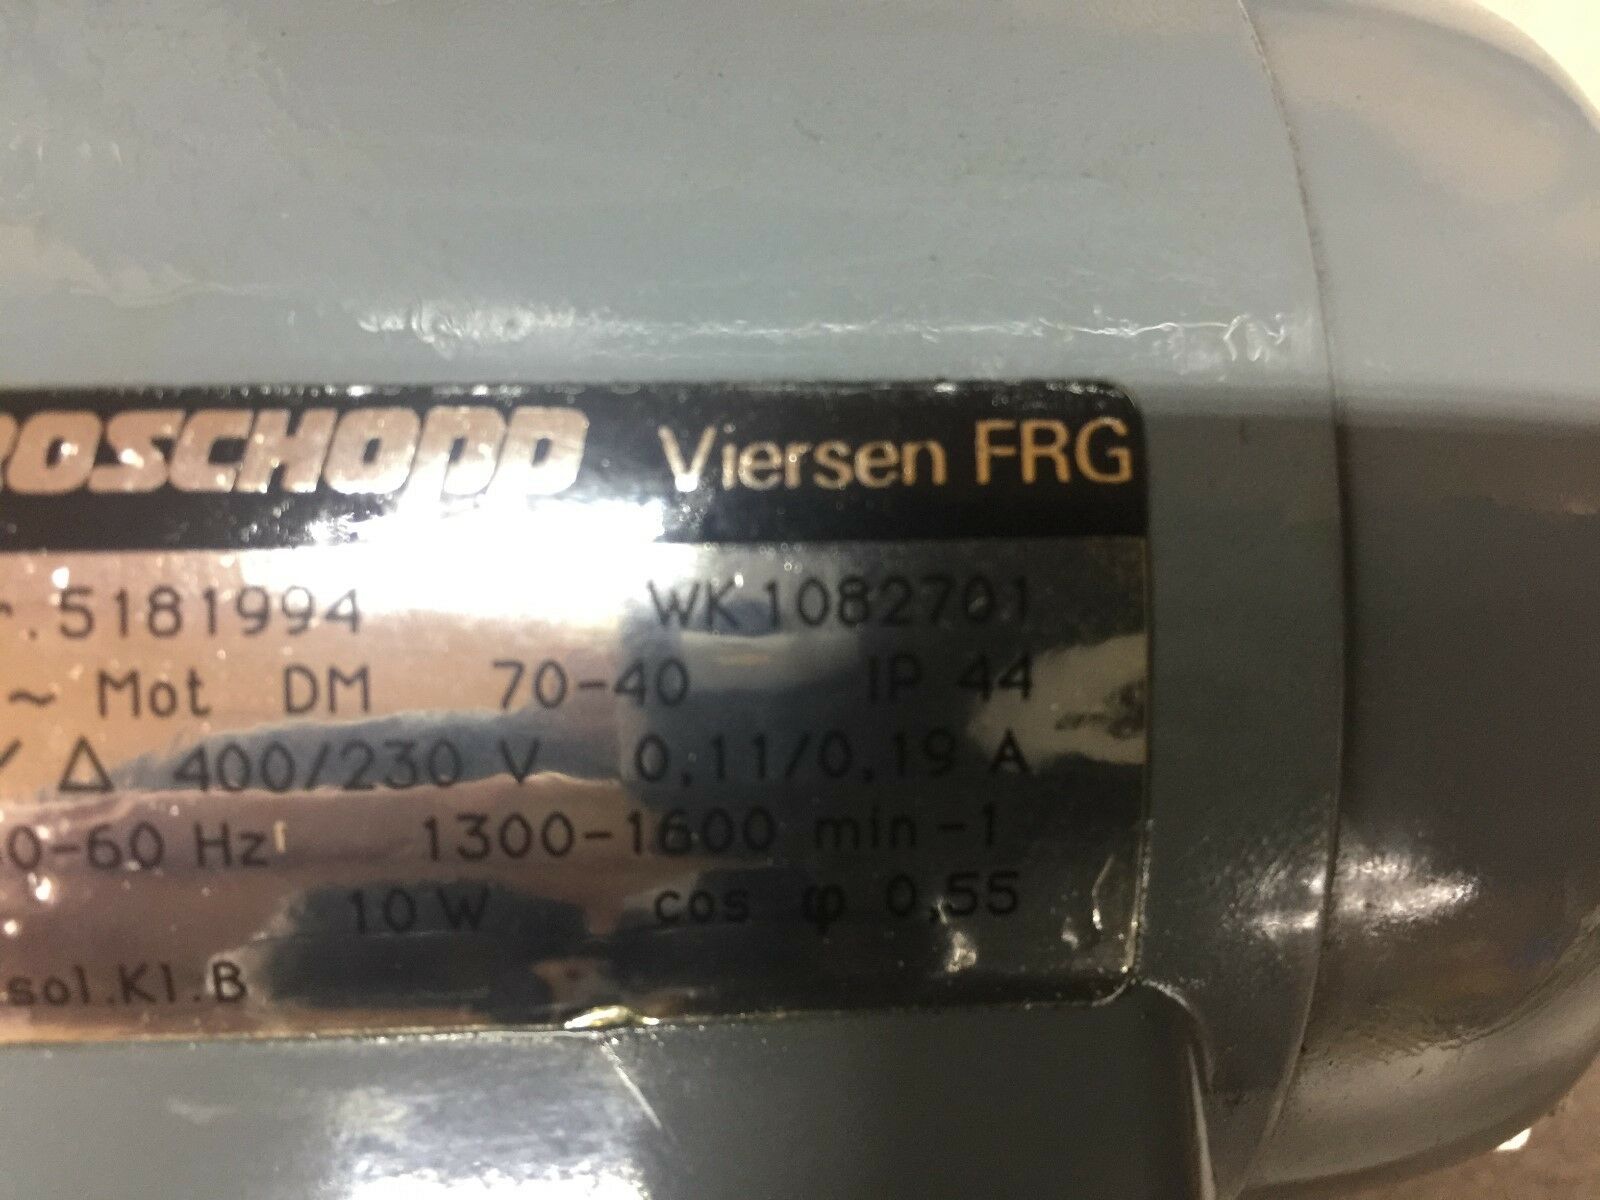 ROSCHOPP Viersen FRG
r. 5181994 WK 1082701
~ Mot DM 70-40 IP 44
/ Δ 400/230 V 0,11/0,19 A
0-60 Hz 1300-1600 min-1
10 W cos φ 0,55
sol.Kl.B